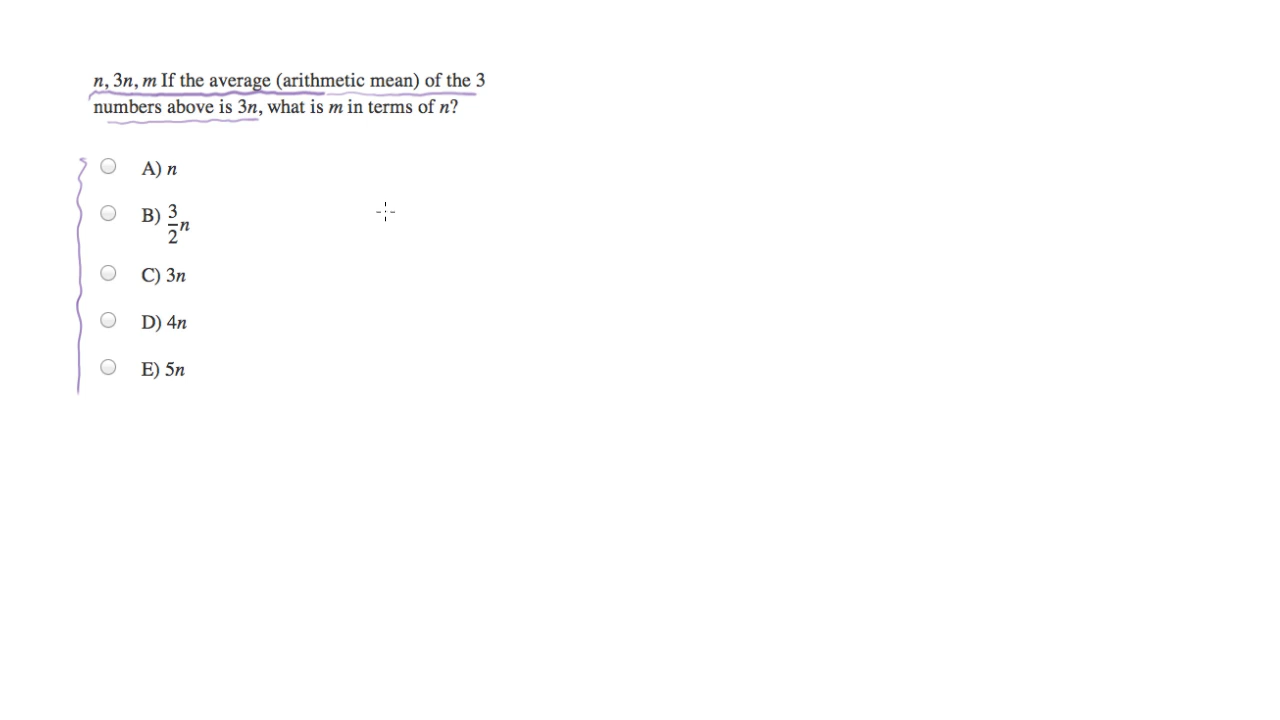 n, 3n, m If the average (arithmetic mean) of the 3
numbers above is 3n, what is m in terms of n?
A) n
B) 3/2 n
C) 3n
D) 4n
E) 5n